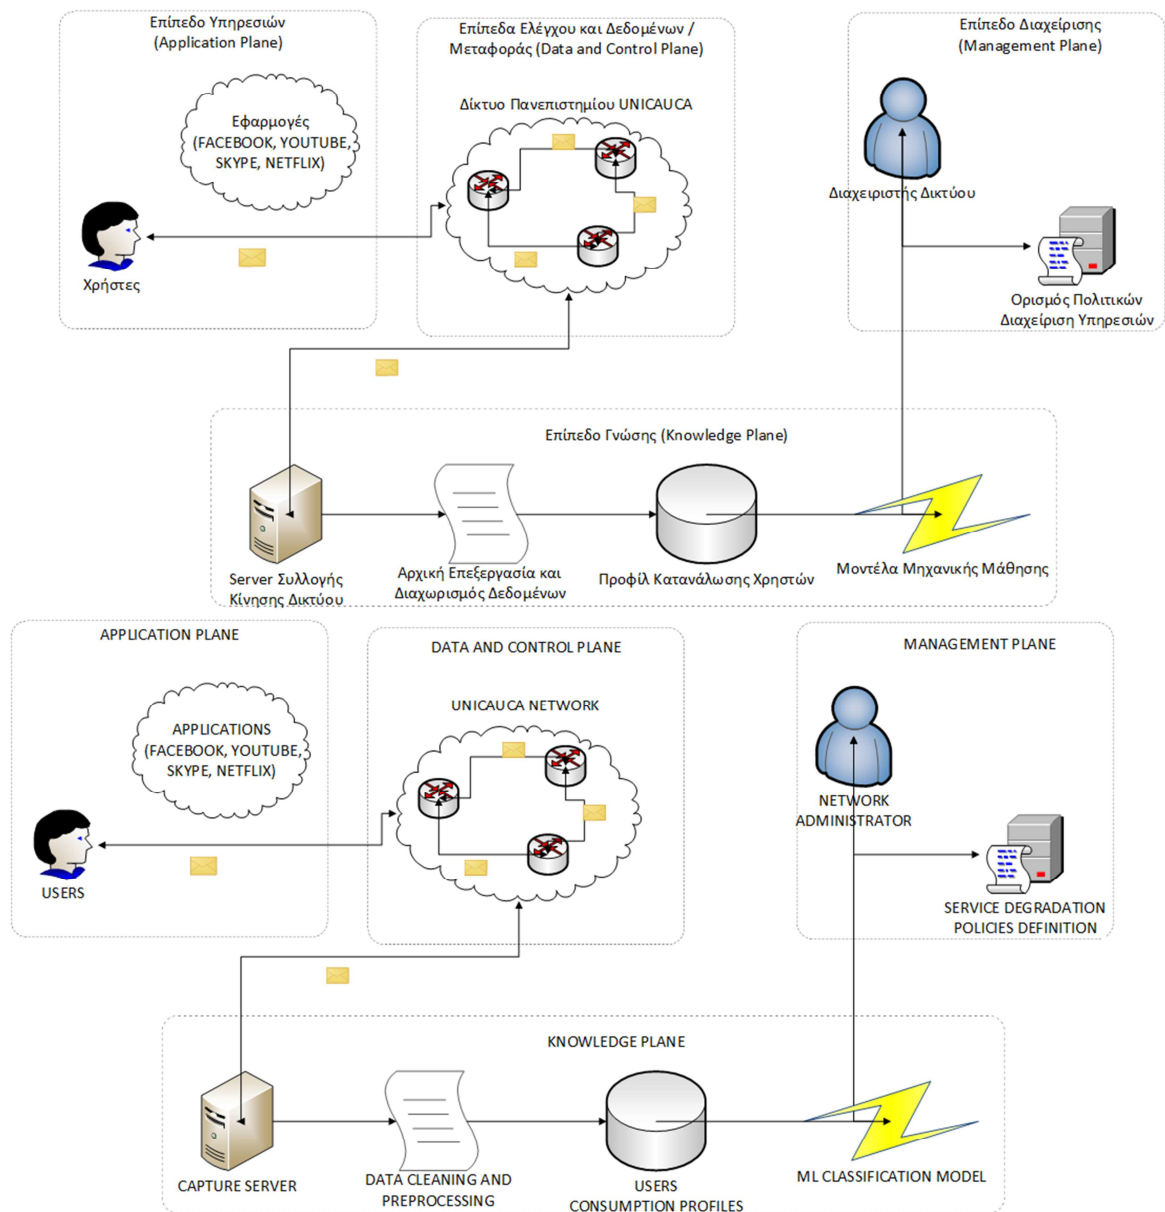 Επίπεδο Υπηρεσιών
(Application Plane)
Εφαρμογές
(FACEBOOK, YOUTUBE,
SKYPE, NETFLIX)
Χρήστες
Επίπεδα Ελέγχου και Δεδομένων /
Μεταφοράς (Data and Control Plane)
Δίκτυο Πανεπιστημίου UNICAUCA
Επίπεδο Διαχείρισης
(Management Plane)
Διαχειριστής Δικτύου
Ορισμός Πολιτικών
Διαχείριση Υπηρεσιών
Επίπεδο Γνώσης (Knowledge Plane)
Server Συλλογής
Κίνησης Δικτύου
Αρχική Επεξεργασία και
Διαχωρισμός Δεδομένων
Προφίλ Κατανάλωσης Χρηστών
Μοντέλα Μηχανικής Μάθησης
APPLICATION PLANE
APPLICATIONS
(FACEBOOK, YOUTUBE,
SKYPE, NETFLIX)
USERS
DATA AND CONTROL PLANE
UNICAUCA NETWORK
MANAGEMENT PLANE
NETWORK
ADMINISTRATOR
SERVICE DEGRADATION
POLICIES DEFINITION
KNOWLEDGE PLANE
CAPTURE SERVER
DATA CLEANING AND
PREPROCESSING
USERS
CONSUMPTION PROFILES
ML CLASSIFICATION MODEL